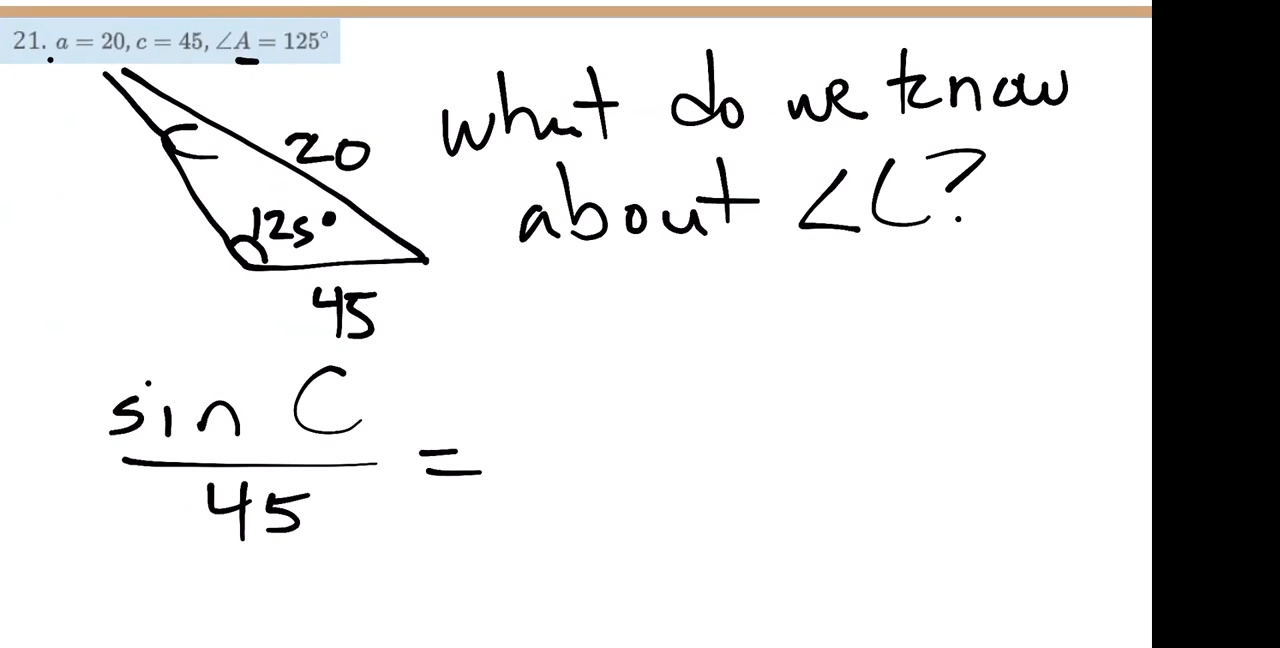 21. a = 20, c = 45, ∠A = 125°
what do we know
about ∠C?
C
20
125°
45
sin C
45
=